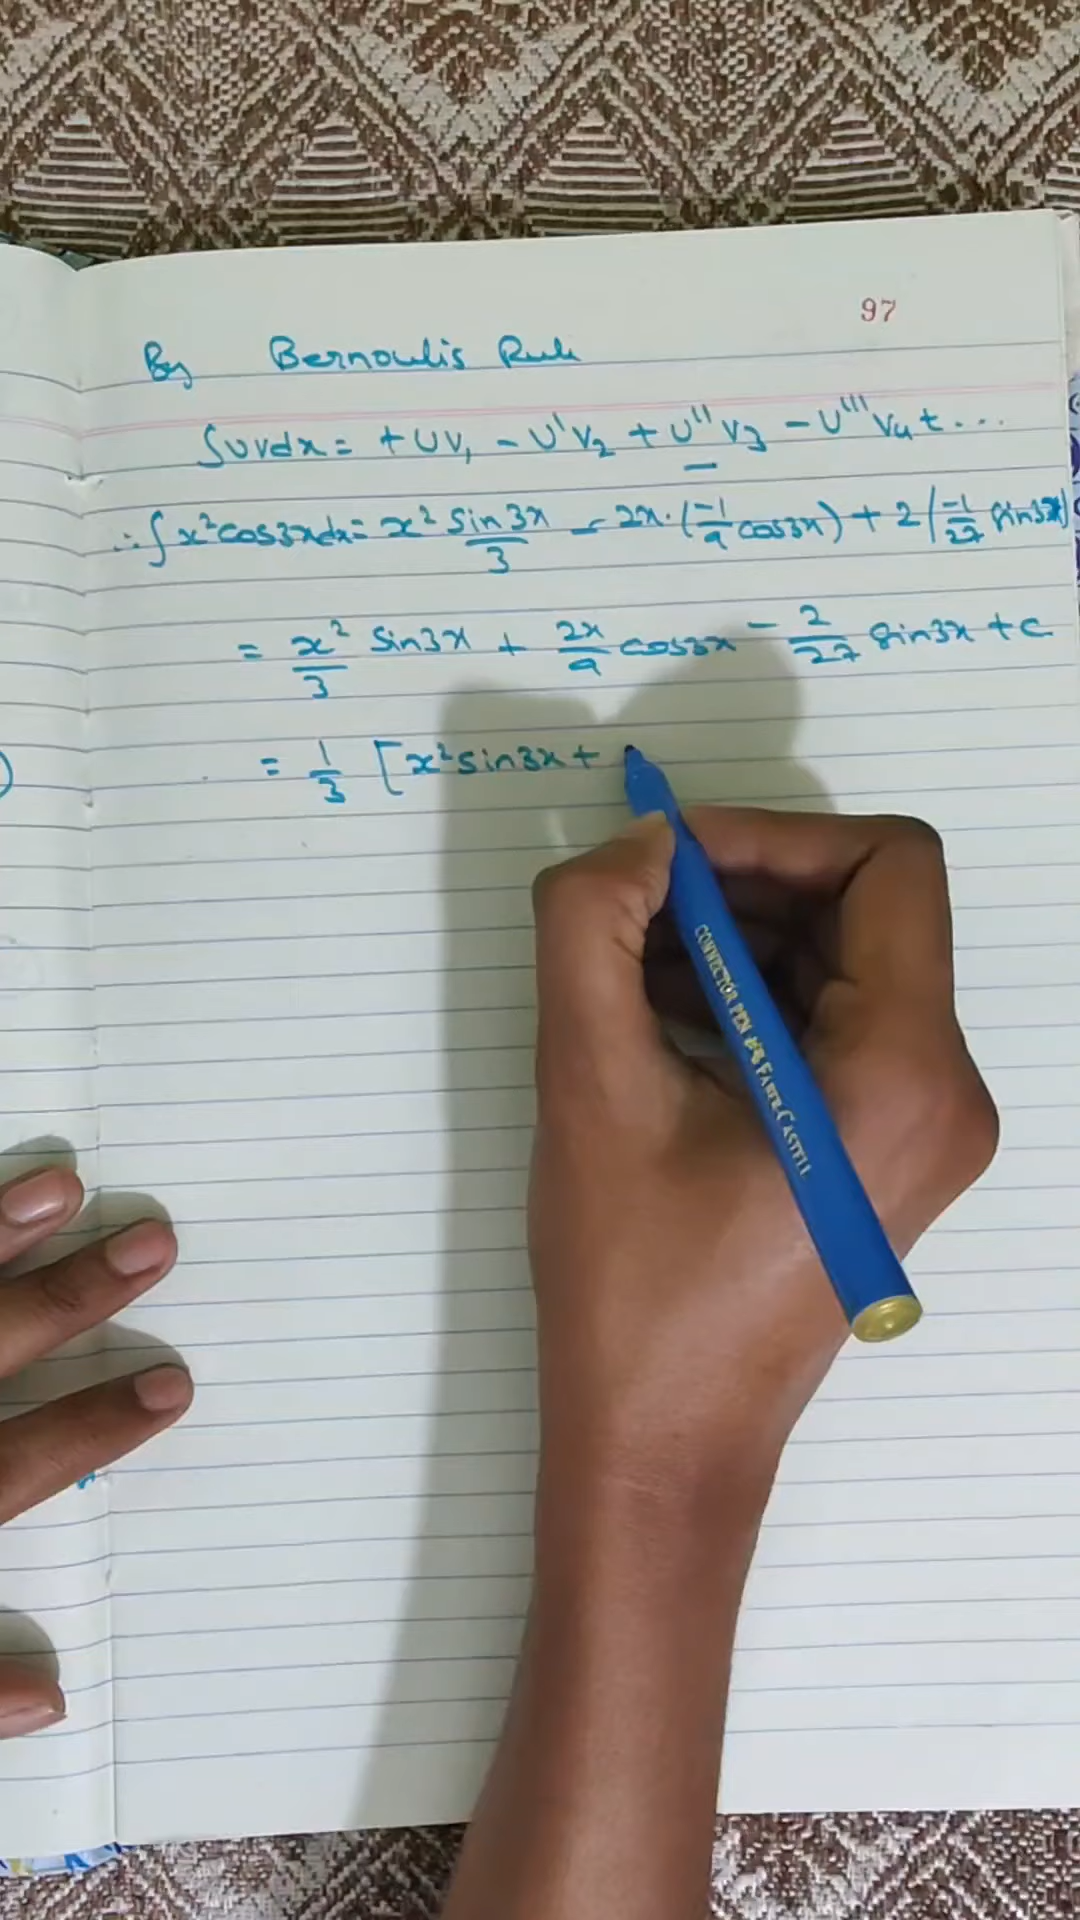 97
By Bernoulis Rule
∫uvdx = +uv₁ - u'v₂ + u''v₃ - u'''v₄ + ...
∴ ∫x²cos3xdx = x² sin3x/3 - 2x·(-1/9 cos3x) + 2(-1/27 sin3x)
= x²/3 sin3x + 2x/9 cos3x - 2/27 sin3x + c
= 1/3 [x²sin3x +
CONNECTOR PEN FABER-CASTELL